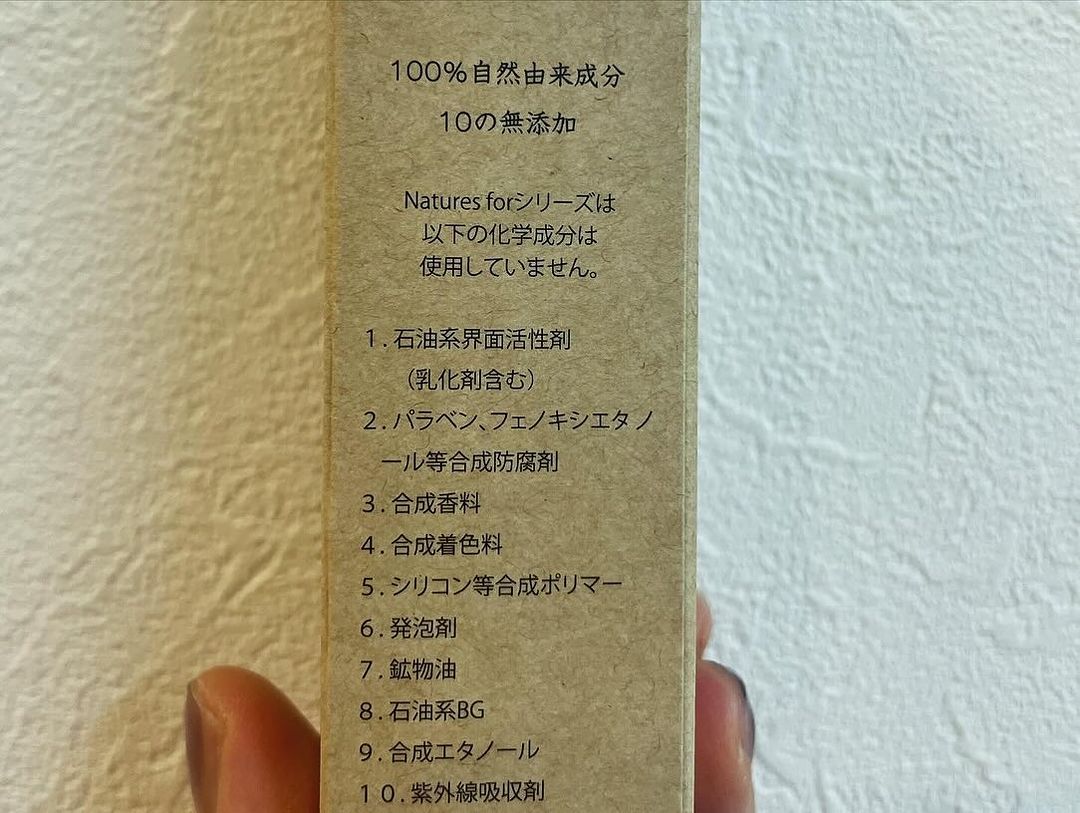 100%自然由来成分
10の無添加
Natures forシリーズは
以下の化学成分は
使用していません。
1.石油系界面活性剤
(乳化剤含む)
2.パラベン、フェノキシエタノ
ール等合成防腐剤
3.合成香料
4.合成着色料
5.シリコン等合成ポリマー
6.発泡剤
7.鉱物油
8.石油系BG
9.合成エタノール
10.紫外線吸収剤